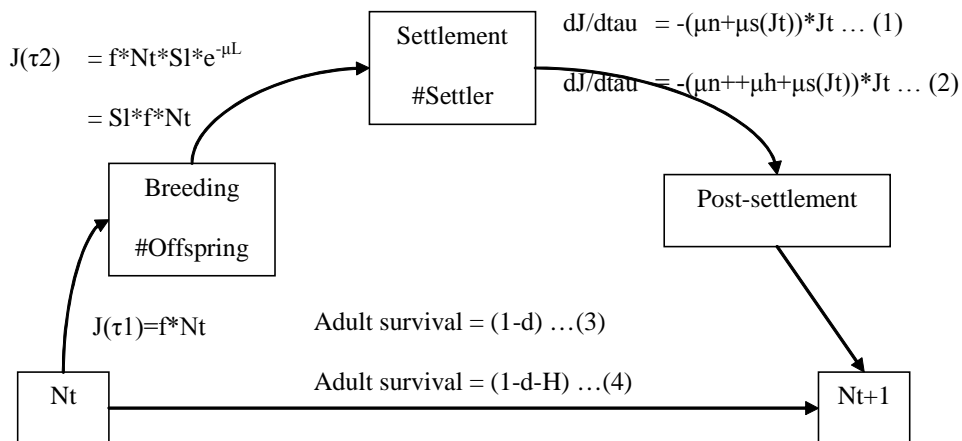 Settlement
#Settler
dJ/dtau = -(μn+μs(Jt))*Jt … (1)
dJ/dtau = -(μn++μh+μs(Jt))*Jt … (2)
J(τ2) = f*Nt*Sl*e-μL
= Sl*f*Nt
Breeding
#Offspring
Post-settlement
J(τ1)=f*Nt
Adult survival = (1-d) …(3)
Adult survival = (1-d-H) …(4)
Nt
Nt+1